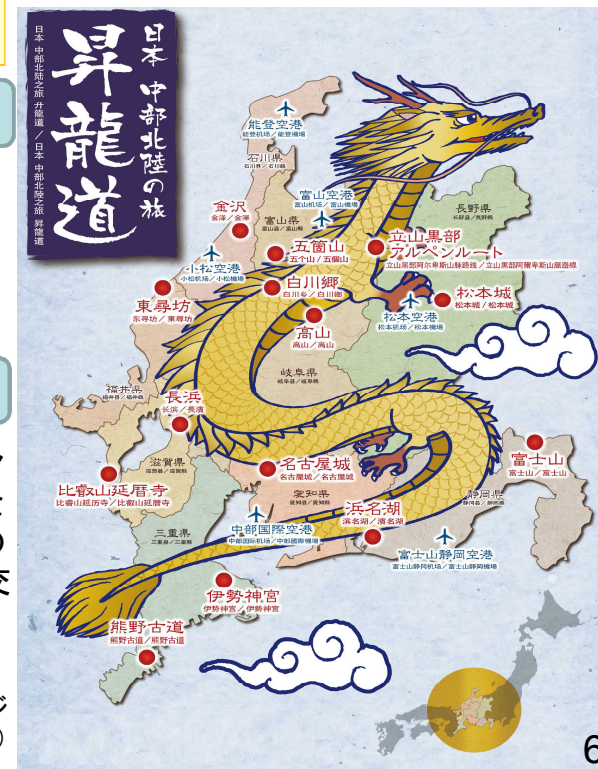 日本 中部北陸の旅
昇龍道
日本 中部北陆之旅 升龍道／日本 中部北陸之旅 昇龍道
能登空港
能登机场／能登機場
石川県
石川县／石川縣
富山空港
富山机场／富山機場
富山県
富山县／富山縣
長野県
长野县／長野縣
金沢
金泽／金澤
小松空港
小松机场／小松機場
五箇山
五个山／五個山
立山黒部
アルペンルート
立山黑部阿尔卑斯山脉路线／立山黒部阿爾卑斯山脈路線
東尋坊
东寻坊／東尋坊
白川郷
白川乡／白川鄉
松本城
松本城／松本城
松本空港
松本机场／松本機場
高山
高山／高山
岐阜県
岐阜县／岐阜縣
福井県
福井县／福井縣
長浜
长滨／長濱
滋賀県
滋贺县／滋賀縣
名古屋城
名古屋城／名古屋城
富士山
富士山／富士山
比叡山延暦寺
比睿山延历寺／比叡山延曆寺
愛知県
爱知县／愛知縣
静岡県
静冈县／静岡縣
浜名湖
滨名湖／濱名湖
三重県
三重县／三重縣
中部国際空港
中部国际机场／中部國際機場
富士山静岡空港
富士山静冈机场／富士山靜岡機場
伊勢神宮
伊势神宫／伊勢神宮
熊野古道
熊野古道／熊野古道
の
ジ
6